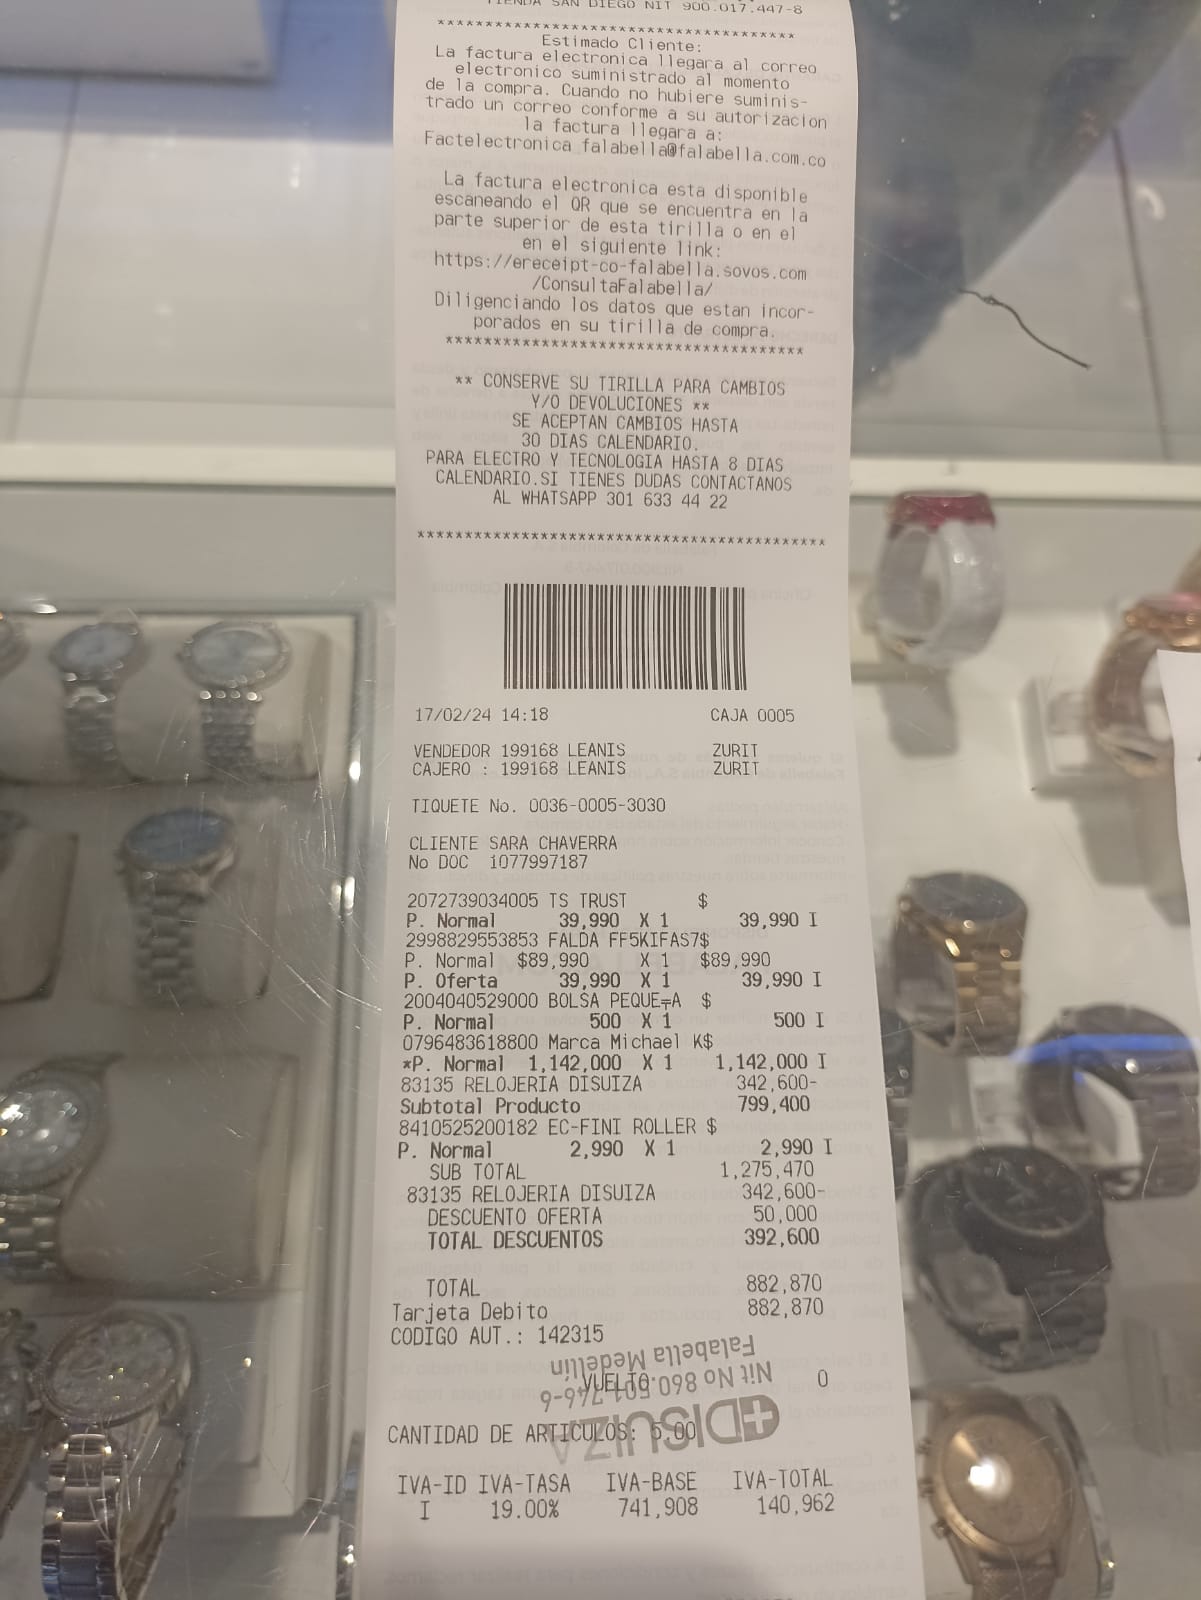 TIENDA SAN DIEGO NIT 900.017.447-8
*************************************
Estimado Cliente:
La factura electronica llegara al correo
electronico suministrado al momento
de la compra. Cuando no hubiere suminis-
trado un correo conforme a su autorizacion
la factura llegara a:
Factelectronica falabella@falabella.com.co
La factura electronica esta disponible
escaneando el QR que se encuentra en la
parte superior de esta tirilla o en el
en el siguiente link:
https://ereceipt-co-falabella.sovos.com
/ConsultaFalabella/
Diligenciando los datos que estan incor-
porados en su tirilla de compra.
*************************************
** CONSERVE SU TIRILLA PARA CAMBIOS
Y/O DEVOLUCIONES **
SE ACEPTAN CAMBIOS HASTA
30 DIAS CALENDARIO.
PARA ELECTRO Y TECNOLOGIA HASTA 8 DIAS
CALENDARIO.SI TIENES DUDAS CONTACTANOS
AL WHATSAPP 301 633 44 22
*******************************************
17/02/24 14:18 CAJA 0005
VENDEDOR 199168 LEANIS ZURIT
CAJERO : 199168 LEANIS ZURIT
TIQUETE No. 0036-0005-3030
CLIENTE SARA CHAVERRA
No DOC 1077997187
2072739034005 TS TRUST $
P. Normal 39,990 X 1 39,990 I
2998829553853 FALDA FF5KIFAS7$
P. Normal $89,990 X 1 $89,990
P. Oferta 39,990 X 1 39,990 I
2004040529000 BOLSA PEQUE╤A $
P. Normal 500 X 1 500 I
0796483618800 Marca Michael K$
*P. Normal 1,142,000 X 1 1,142,000 I
83135 RELOJERIA DISUIZA 342,600-
Subtotal Producto 799,400
8410525200182 EC-FINI ROLLER $
P. Normal 2,990 X 1 2,990 I
SUB TOTAL 1,275,470
83135 RELOJERIA DISUIZA 342,600-
DESCUENTO OFERTA 50,000
TOTAL DESCUENTOS 392,600
TOTAL 882,870
Tarjeta Debito 882,870
CODIGO AUT.: 142315
VUELTO. 0
CANTIDAD DE ARTICULOS: 5,00
DISUIZA
Nit No 860.501.746-6
Falabella Medellín
IVA-ID IVA-TASA IVA-BASE IVA-TOTAL
I 19.00% 741,908 140,962